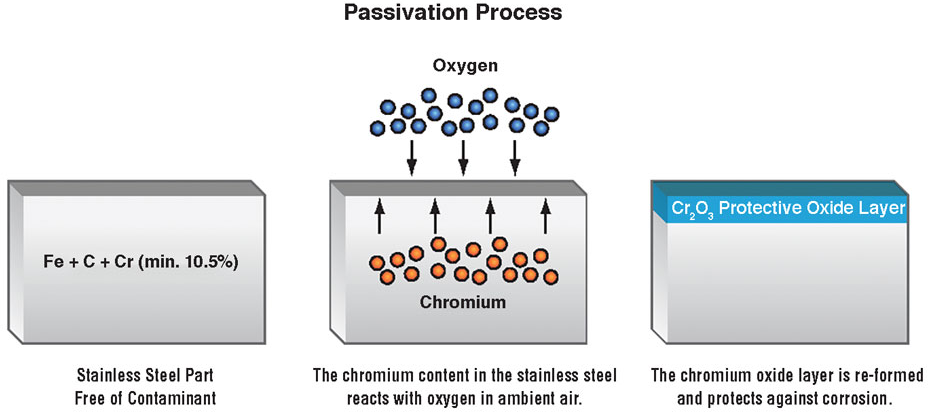 Passivation Process
Oxygen
Fe + C + Cr (min. 10.5%)
Chromium
Cr₂O₃ Protective Oxide Layer
Stainless Steel Part
Free of Contaminant
The chromium content in the stainless steel
reacts with oxygen in ambient air.
The chromium oxide layer is re-formed
and protects against corrosion.